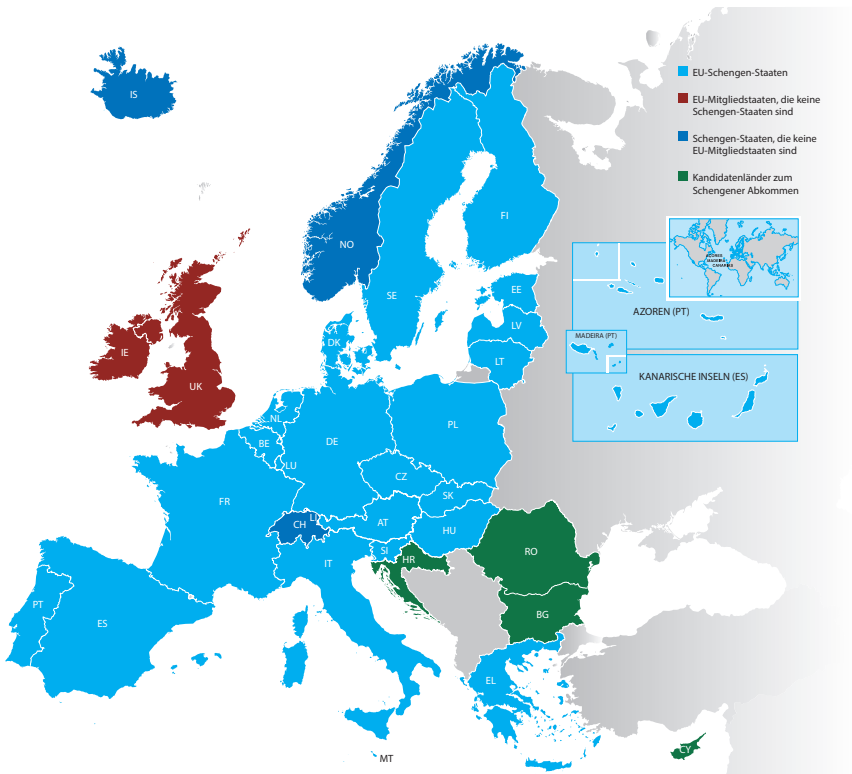 EU-Schengen-Staaten
EU-Mitgliedstaaten, die keine
Schengen-Staaten sind
Schengen-Staaten, die keine
EU-Mitgliedstaaten sind
Kandidatenländer zum
Schengener Abkommen
IS
NO
FI
SE
EE
LV
LT
DK
IE
UK
NL
BE
LU
DE
PL
CZ
SK
FR
CH
LI
AT
HU
SI
HR
IT
RO
BG
PT
ES
EL
MT
CY
AZORES
MADEIRA
CANARIES
AZOREN (PT)
MADEIRA (PT)
KANARISCHE INSELN (ES)